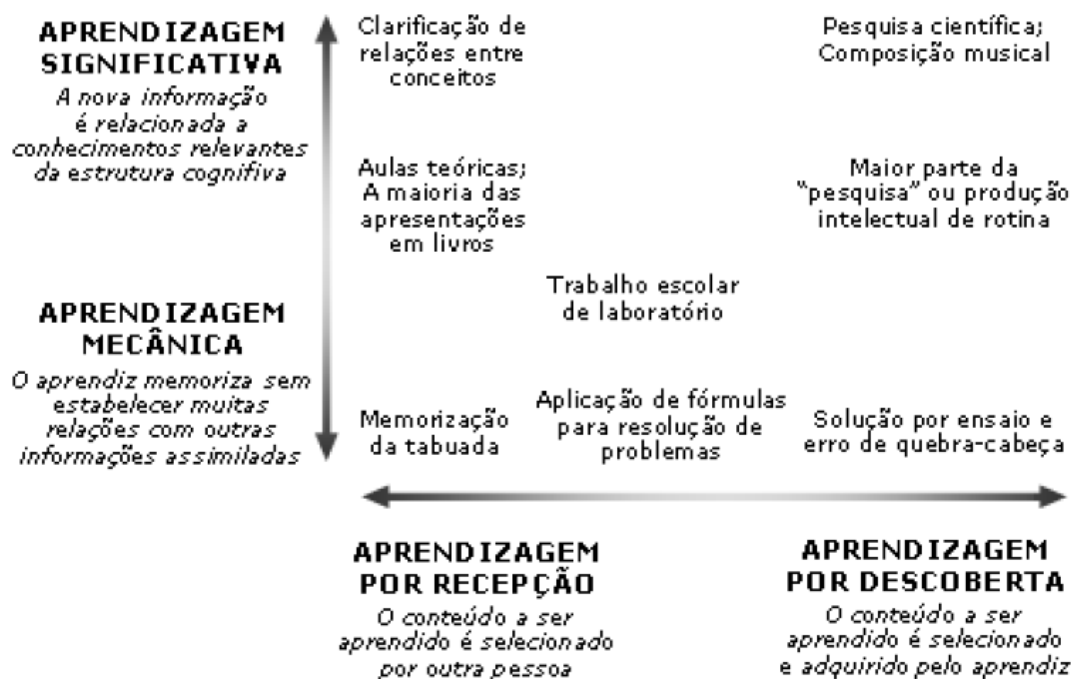 APRENDIZAGEM
SIGNIFICATIVA
A nova informação
é relacionada a
conhecimentos relevantes
da estrutura cognifiva
Clarificação de
relações entre
conceitos
Pesquisa científica;
Composição musical
Aulas teóricas;
A maioria das
apresentações
em livros
Maior parte da
“pesquisa” ou produção
intelectual de rotina
Trabalho escolar
de laboratório
APRENDIZAGEM
MECÂNICA
O aprendiz memoriza sem
estabelecer muitas
relações com outras
informações assimiladas
Memorização
da tabuada
Aplicação de fórmulas
para resolução de
problemas
Solução por ensaio e
erro de quebra-cabeça
APRENDIZAGEM
POR RECEPÇÃO
O conteúdo a ser
aprendido é selecionado
por outra pessoa
APRENDIZAGEM
POR DESCOBERTA
O conteúdo a ser
aprendido é selecionado
e adquirido pelo aprendiz